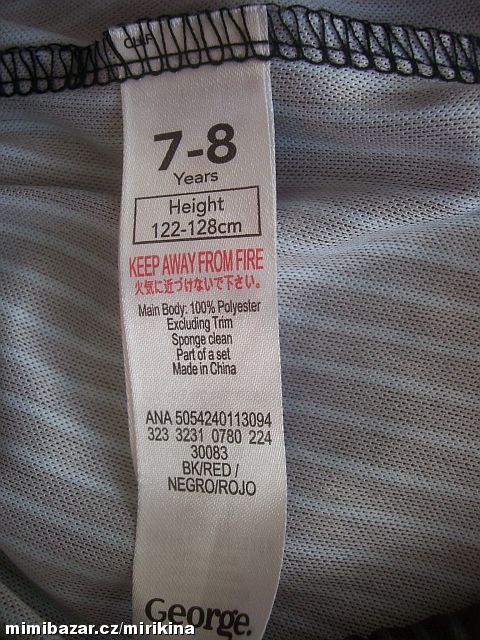 7-8
Years
Height
122-128cm
KEEP AWAY FROM FIRE
火気に近づけないで下さい。
Main Body: 100% Polyester
Excluding Trim
Sponge clean
Part of a set
Made in China
ANA 5054240113094
323 3231 0780 224
30083
BK/RED /
NEGRO/ROJO
George.
mimibazar.cz/mirikina